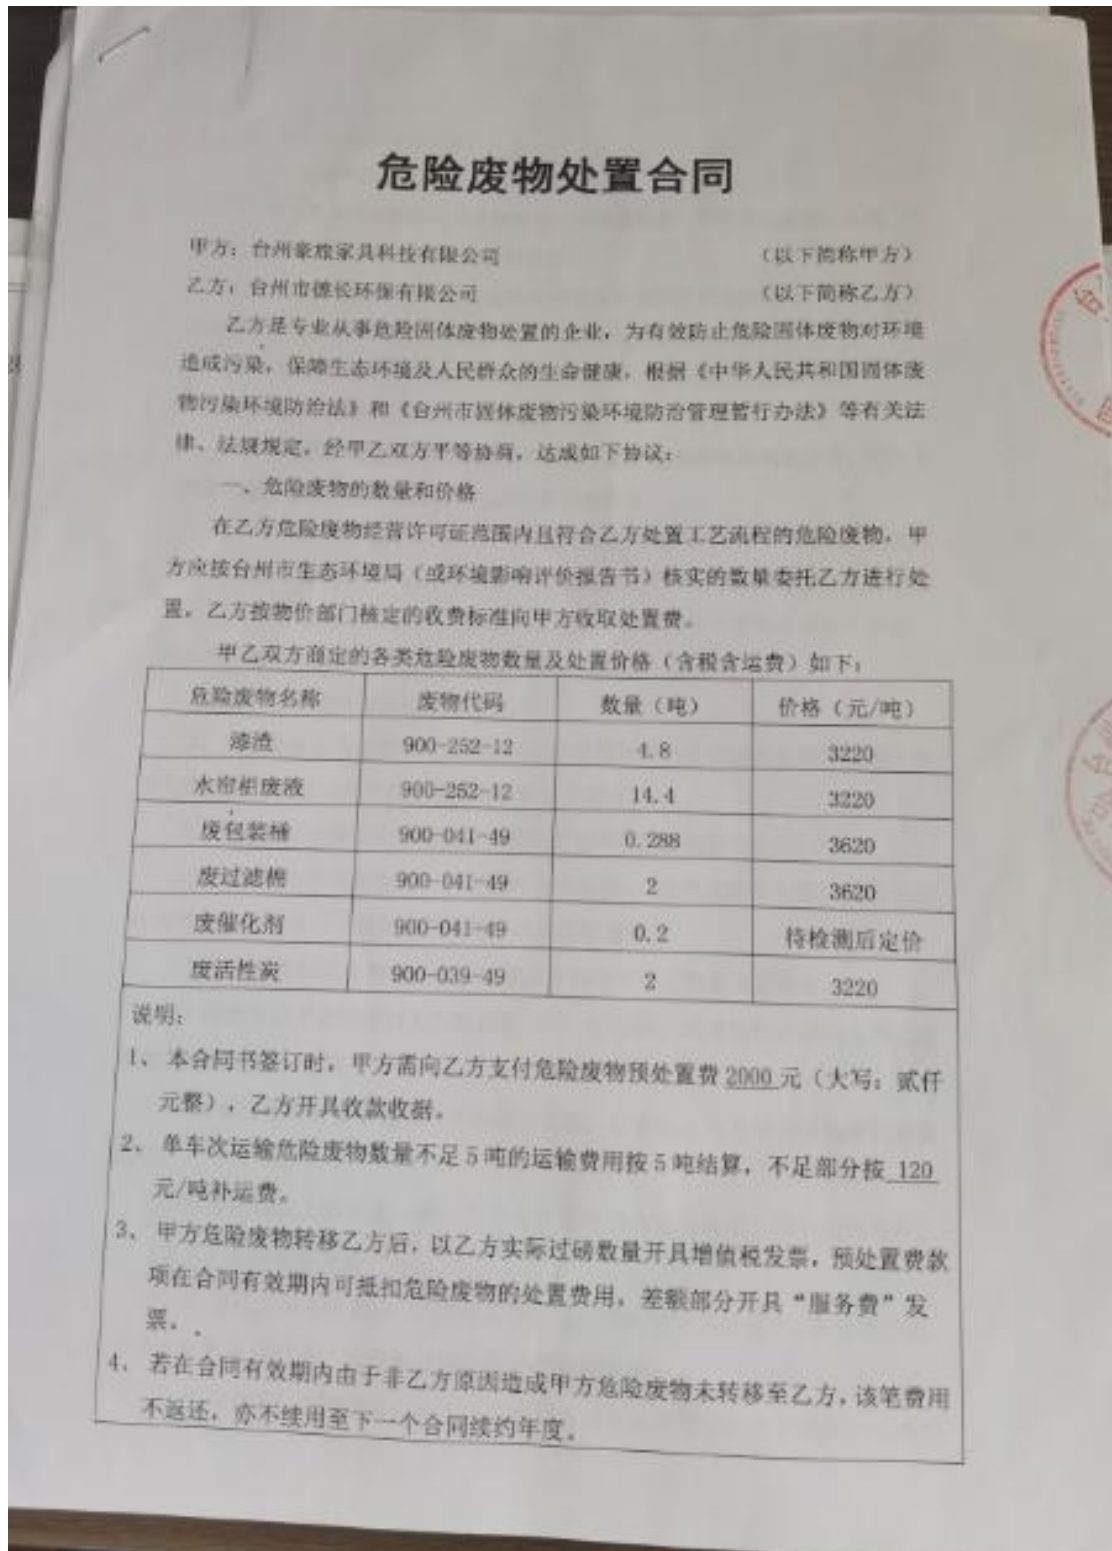 危险废物处置合同
甲方：台州豪旅家具科技有限公司 （以下简称甲方）
乙方：台州市德长环保有限公司 （以下简称乙方）
乙方是专业从事危险固体废物处置的企业，为有效防止危险固体废物对环境
造成污染，保障生态环境及人民群众的生命健康，根据《中华人民共和国固体废
物污染环境防治法》和《台州市固体废物污染环境防治管理暂行办法》等有关法
律、法规规定，经甲乙双方平等协商，达成如下协议：
一、危险废物的数量和价格
在乙方危险废物经营许可证范围内且符合乙方处置工艺流程的危险废物，甲
方应按台州市生态环境局（或环境影响评价报告书）核实的数量委托乙方进行处
置，乙方按物价部门核定的收费标准向甲方收取处置费。
甲乙双方商定的各类危险废物数量及处置价格（含税含运费）如下：
危险废物名称 废物代码 数量（吨） 价格（元/吨）
漆渣 900-252-12 4.8 3220
水帘柜废液 900-252-12 14.4 3220
废包装桶 900-041-49 0.288 3620
废过滤棉 900-041-49 2 3620
废催化剂 900-041-49 0.2 待检测后定价
废活性炭 900-039-49 2 3220
说明：
1、本合同书签订时，甲方需向乙方支付危险废物预处置费 2000 元（大写：贰仟
元整），乙方开具收款收据。
2、单车次运输危险废物数量不足 5 吨的运输费用按 5 吨结算，不足部分按 120
元/吨补运费。
3、甲方危险废物转移乙方后，以乙方实际过磅数量开具增值税发票，预处置费款
项在合同有效期内可抵扣危险废物的处置费用，差额部分开具“服务费”发
票。
4、若在合同有效期内由于非乙方原因造成甲方危险废物未转移至乙方，该笔费用
不返还，亦不续用至下一个合同续约年度。